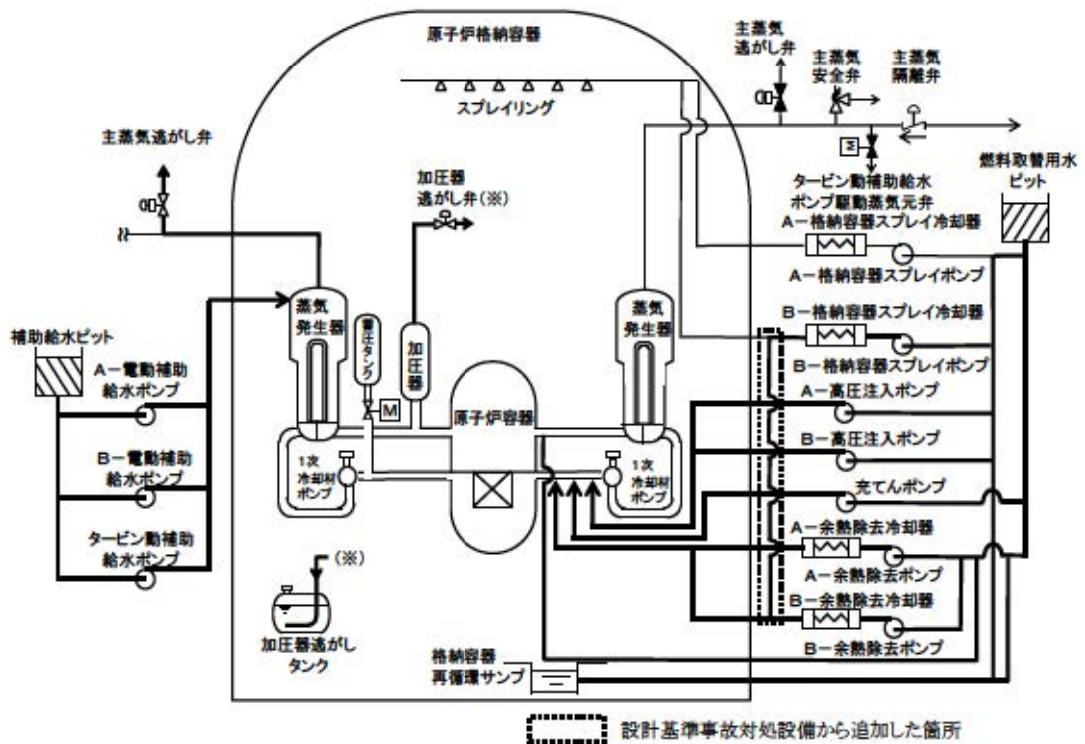 原子炉格納容器
スプレイリング
主蒸気
逃がし弁
主蒸気
安全弁
主蒸気
隔離弁
M
燃料取替用水
ピット
主蒸気逃がし弁
加圧器
逃がし弁(※)
タービン動補助給水
ポンプ駆動蒸気元弁
A-格納容器スプレイ冷却器
A-格納容器スプレイポンプ
B-格納容器スプレイ冷却器
B-格納容器スプレイポンプ
A-高圧注入ポンプ
B-高圧注入ポンプ
充てんポンプ
A-余熱除去冷却器
A-余熱除去ポンプ
B-余熱除去冷却器
B-余熱除去ポンプ
蒸気
発生器
蓄圧タンク
加圧器
M
原子炉容器
蒸気
発生器
1次
冷却材
ポンプ
1次
冷却材
ポンプ
補助給水ピット
A-電動補助
給水ポンプ
B-電動補助
給水ポンプ
タービン動補助
給水ポンプ
(※)
加圧器逃がし
タンク
格納容器
再循環サンプ
設計基準事故対処設備から追加した箇所